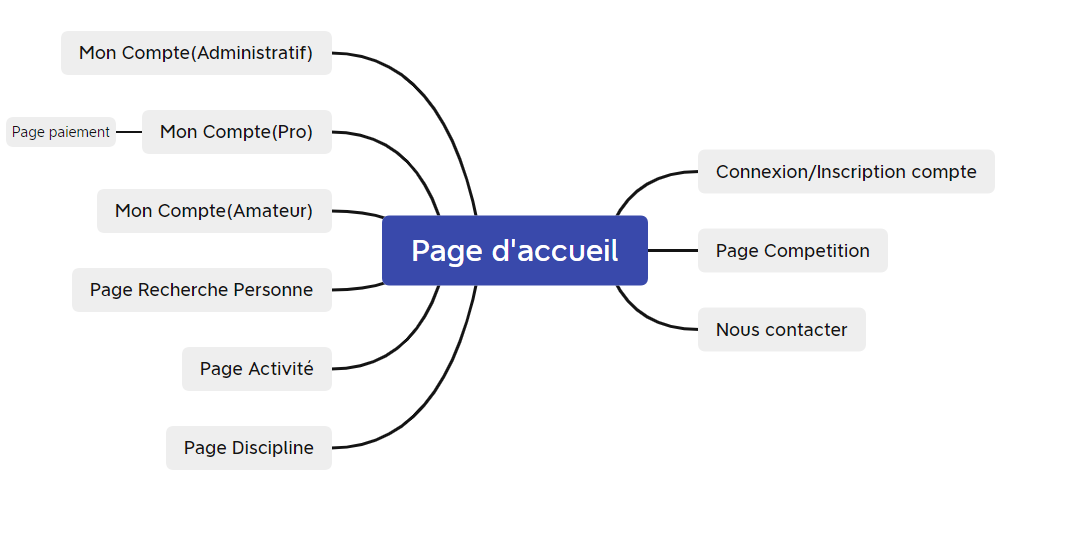 Mon Compte(Administratif)
Page paiement
Mon Compte(Pro)
Mon Compte(Amateur)
Page Recherche Personne
Page Activité
Page Discipline
Page d'accueil
Connexion/Inscription compte
Page Competition
Nous contacter